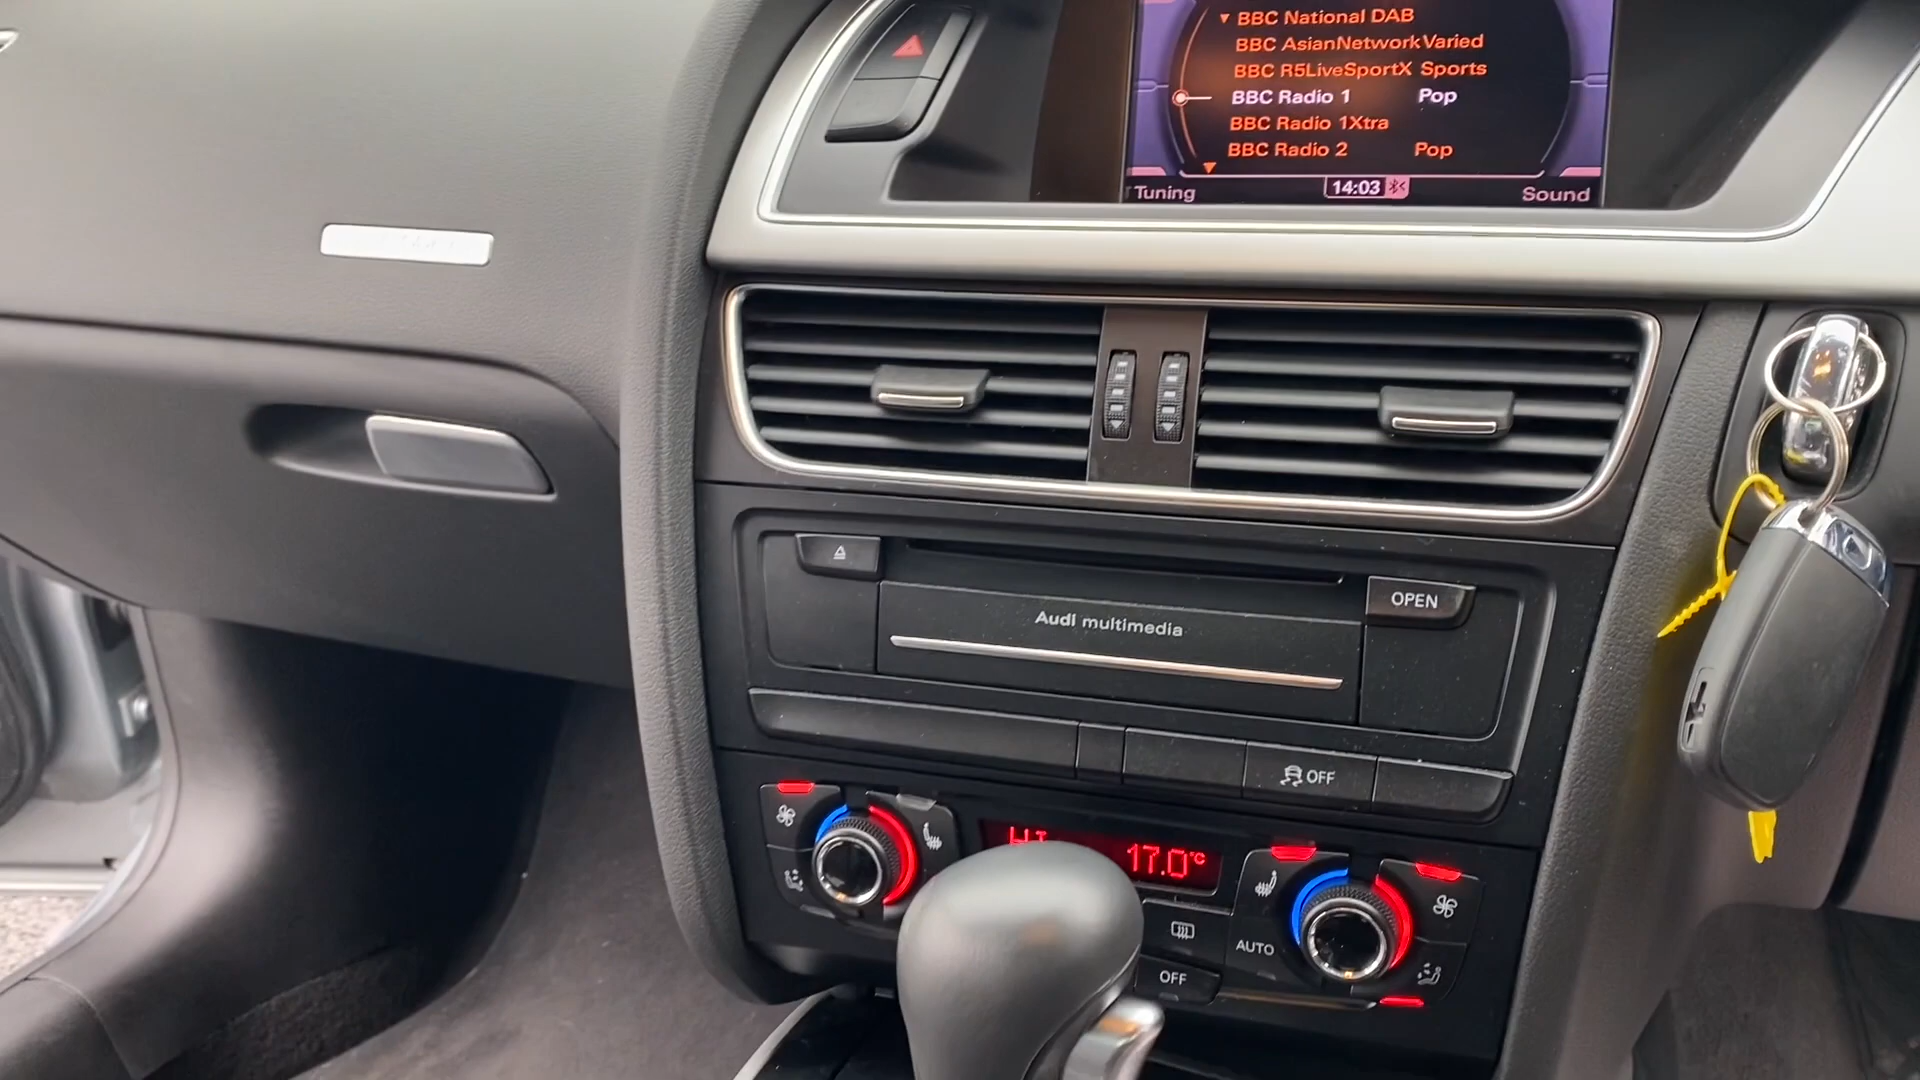 BBC National DAB
BBC AsianNetwork Varied
BBC R5LiveSportX Sports
BBC Radio 1 Pop
BBC Radio 1Xtra
BBC Radio 2 Pop
Tuning 14:03 Sound
Audi multimedia
OPEN
OFF
HI 17.0°C
AUTO
OFF